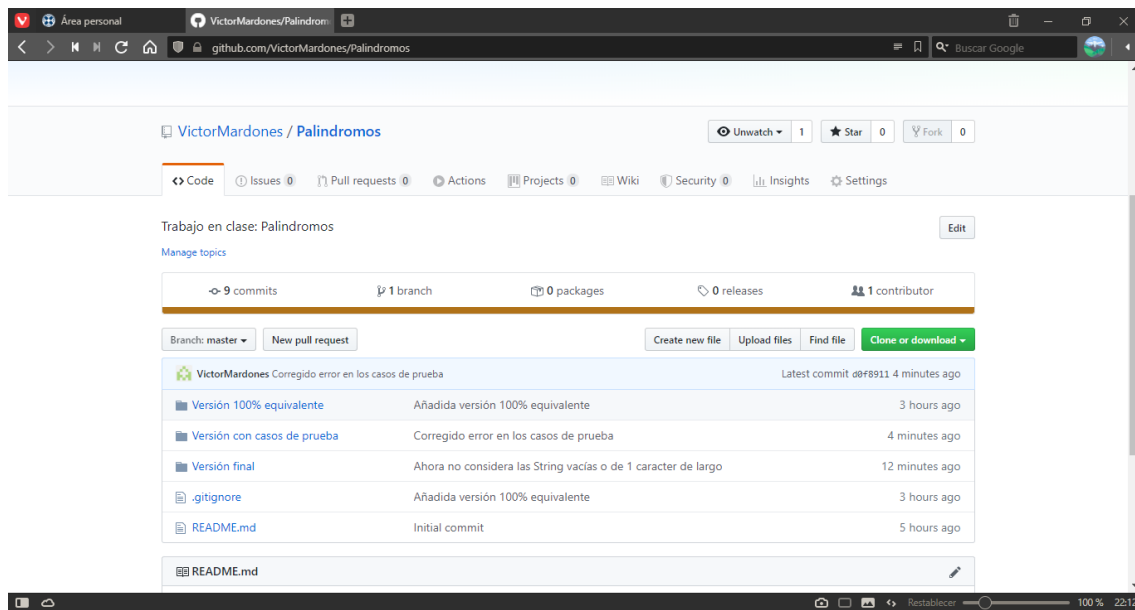 Área personal VictorMardones/Palindrom
github.com/VictorMardones/Palindromos Buscar Google
VictorMardones / Palindromos Unwatch 1 Star 0 Fork 0
Code Issues 0 Pull requests 0 Actions Projects 0 Wiki Security 0 Insights Settings
Trabajo en clase: Palindromos Edit
Manage topics
9 commits 1 branch 0 packages 0 releases 1 contributor
Branch: master New pull request Create new file Upload files Find file Clone or download
VictorMardones Corregido error en los casos de prueba Latest commit d0f8911 4 minutes ago
Versión 100% equivalente Añadida versión 100% equivalente 3 hours ago
Versión con casos de prueba Corregido error en los casos de prueba 4 minutes ago
Versión final Ahora no considera las String vacías o de 1 caracter de largo 12 minutes ago
.gitignore Añadida versión 100% equivalente 3 hours ago
README.md Initial commit 5 hours ago
README.md
Restablecer 100 % 22:12